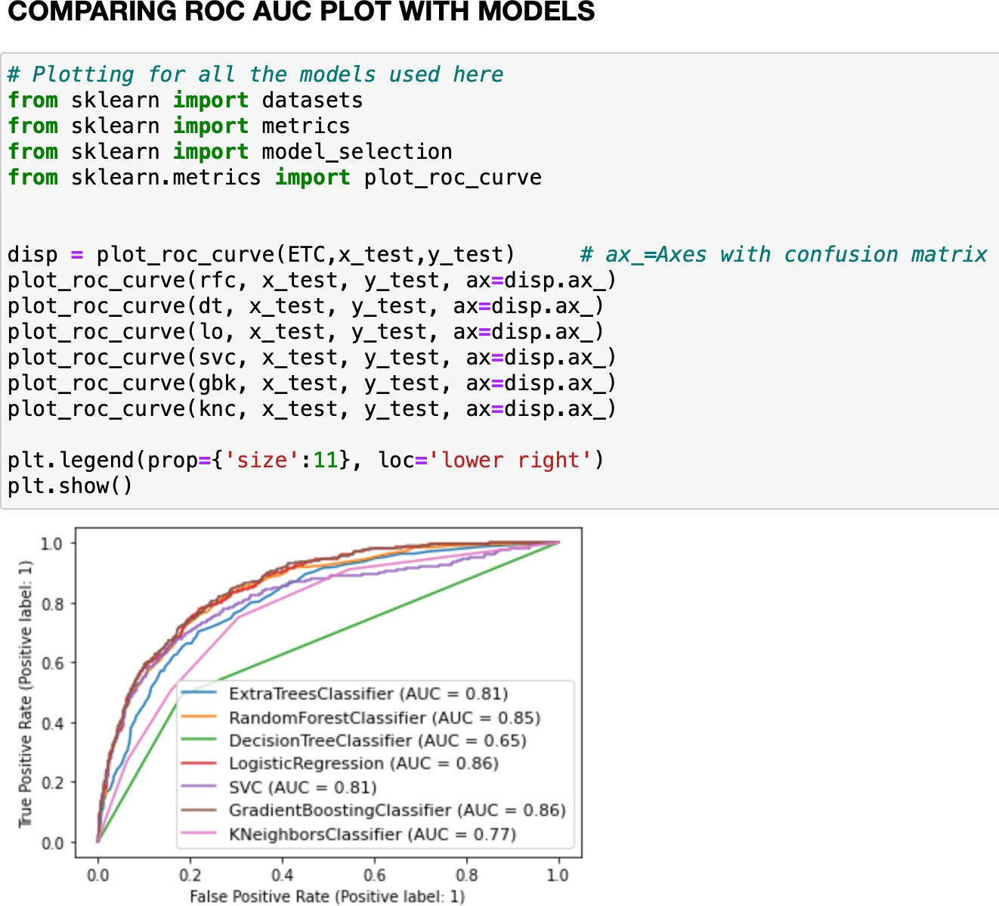 COMPARING ROC AUC PLOT WITH MODELS
# Plotting for all the models used here
from sklearn import datasets
from sklearn import metrics
from sklearn import model_selection
from sklearn.metrics import plot_roc_curve
disp = plot_roc_curve(ETC,x_test,y_test)     # ax_=Axes with confusion matrix
plot_roc_curve(rfc, x_test, y_test, ax=disp.ax_)
plot_roc_curve(dt, x_test, y_test, ax=disp.ax_)
plot_roc_curve(lo, x_test, y_test, ax=disp.ax_)
plot_roc_curve(svc, x_test, y_test, ax=disp.ax_)
plot_roc_curve(gbk, x_test, y_test, ax=disp.ax_)
plot_roc_curve(knc, x_test, y_test, ax=disp.ax_)
plt.legend(prop={'size':11}, loc='lower right')
plt.show()
True Positive Rate (Positive label: 1)
1.0
0.8
0.6
0.4
0.2
0.0
ExtraTreesClassifier (AUC = 0.81)
RandomForestClassifier (AUC = 0.85)
DecisionTreeClassifier (AUC = 0.65)
LogisticRegression (AUC = 0.86)
SVC (AUC = 0.81)
GradientBoostingClassifier (AUC = 0.86)
KNeighborsClassifier (AUC = 0.77)
0.0 0.2 0.4 0.6 0.8 1.0
False Positive Rate (Positive label: 1)